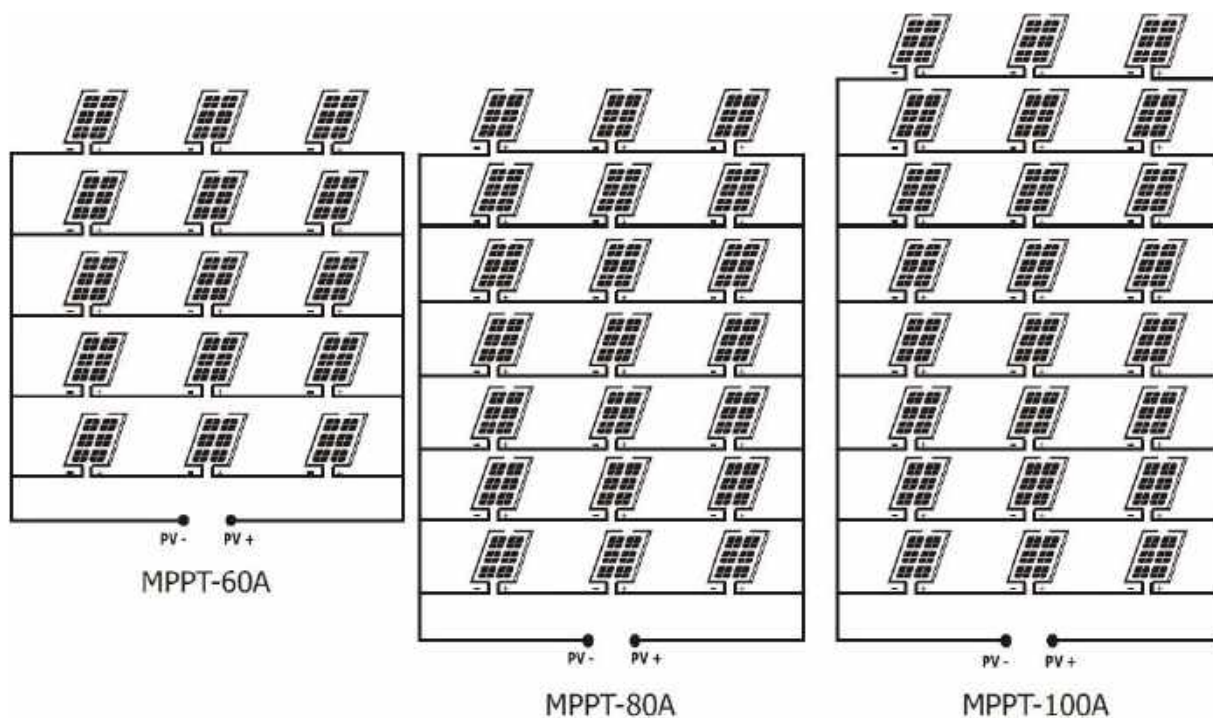 PV - PV +
MPPT-60A
PV - PV +
MPPT-80A
PV - PV +
MPPT-100A